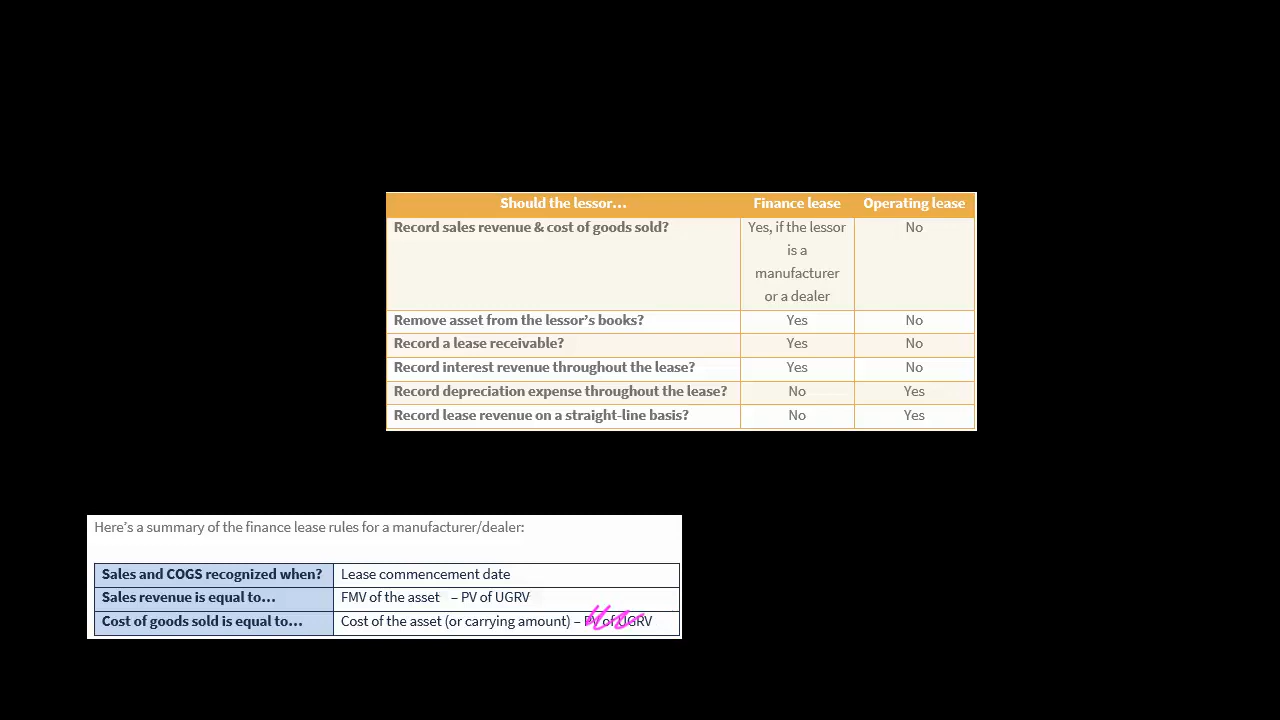 Should the lessor… Finance lease Operating lease
Record sales revenue & cost of goods sold? Yes, if the lessor No
is a
manufacturer
or a dealer
Remove asset from the lessor's books? Yes No
Record a lease receivable? Yes No
Record interest revenue throughout the lease? Yes No
Record depreciation expense throughout the lease? No Yes
Record lease revenue on a straight-line basis? No Yes
Here's a summary of the finance lease rules for a manufacturer/dealer:
Sales and COGS recognized when? Lease commencement date
Sales revenue is equal to… FMV of the asset – PV of UGRV
Cost of goods sold is equal to… Cost of the asset (or carrying amount) – PV of UGRV